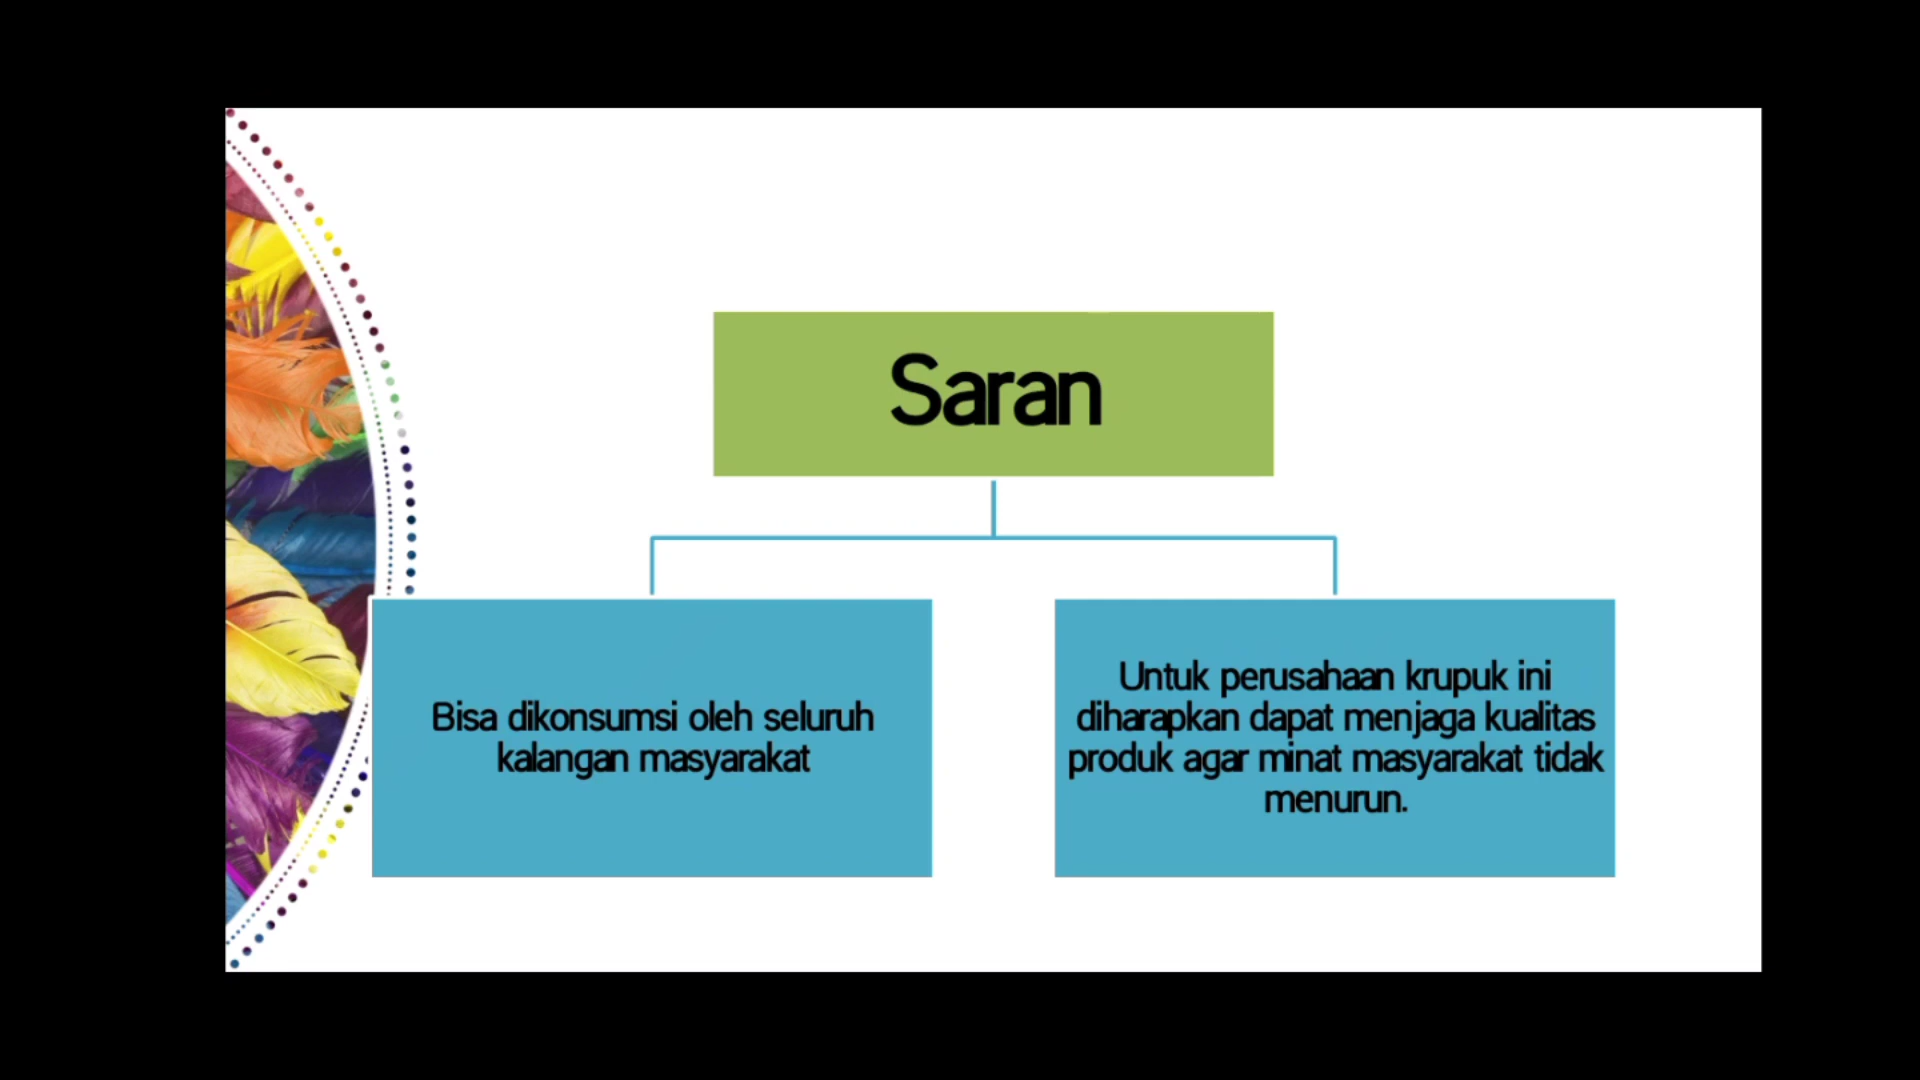 Saran
Bisa dikonsumsi oleh seluruh
kalangan masyarakat
Untuk perusahaan krupuk ini
diharapkan dapat menjaga kualitas
produk agar minat masyarakat tidak
menurun.